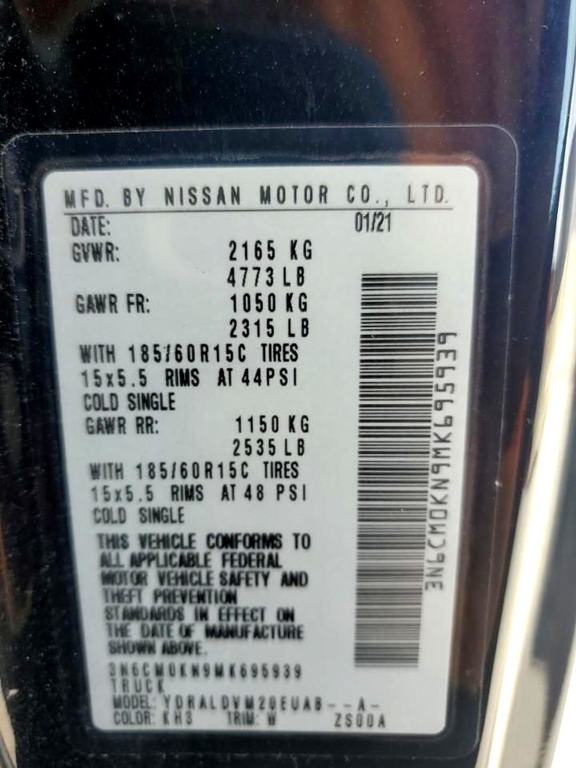 MFD. BY NISSAN MOTOR CO., LTD.
DATE: 01/21
GVWR: 2165 KG
4773 LB
GAWR FR: 1050 KG
2315 LB
WITH 185/60R15C TIRES
15x5.5 RIMS AT 44PSI
COLD SINGLE
GAWR RR: 1150 KG
2535 LB
WITH 185/60R15C TIRES
15x5.5 RIMS AT 48 PSI
COLD SINGLE
THIS VEHICLE CONFORMS TO
ALL APPLICABLE FEDERAL
MOTOR VEHICLE SAFETY AND
THEFT PREVENTION
STANDARDS IN EFFECT ON
THE DATE OF MANUFACTURE
SHOWN ABOVE.
3N6CM0KN9MK695939
TRUCK
MODEL: YDRALDVM20EUAB--A-
COLOR: KH3 TRIM: W ZS00A
3N6CM0KN9MK695939